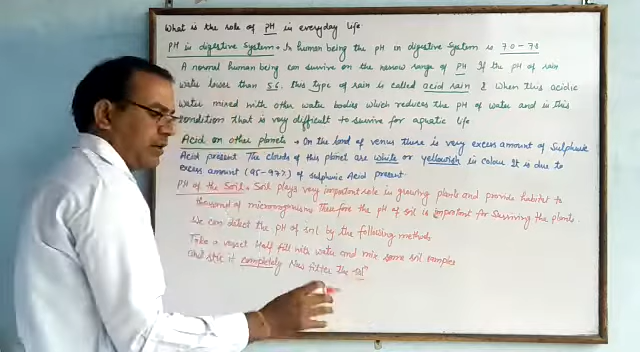 What is the role of PH in everyday life
PH in digestive system → In human being the pH in digestive system is 7.0 - 7.8
A normal human being can survive on the narrow range of PH If the PH of rain
water lower than 5.6, this type of rain is called acid rain & when this acidic
water mixed with other water bodies which reduces the PH of water and in this
condition that is very difficult to survive for aquatic life
Acid on other planets → On the land of venus there is very excess amount of Sulphuric
Acid present. The clouds of this planet are white or yellowish in colour It is due to
excess amount (95-97%) of sulphuric Acid present.
PH of the Soil → Soil plays very important role in growing plants and provide habitat to
thousand of microorganisms Therefore the pH of soil is important for surviving the plants.
We can detect the PH of soil by the following methods
Take a vessel Half fill with water and mix some soil samples
and stir it completely Now filter the solⁿ